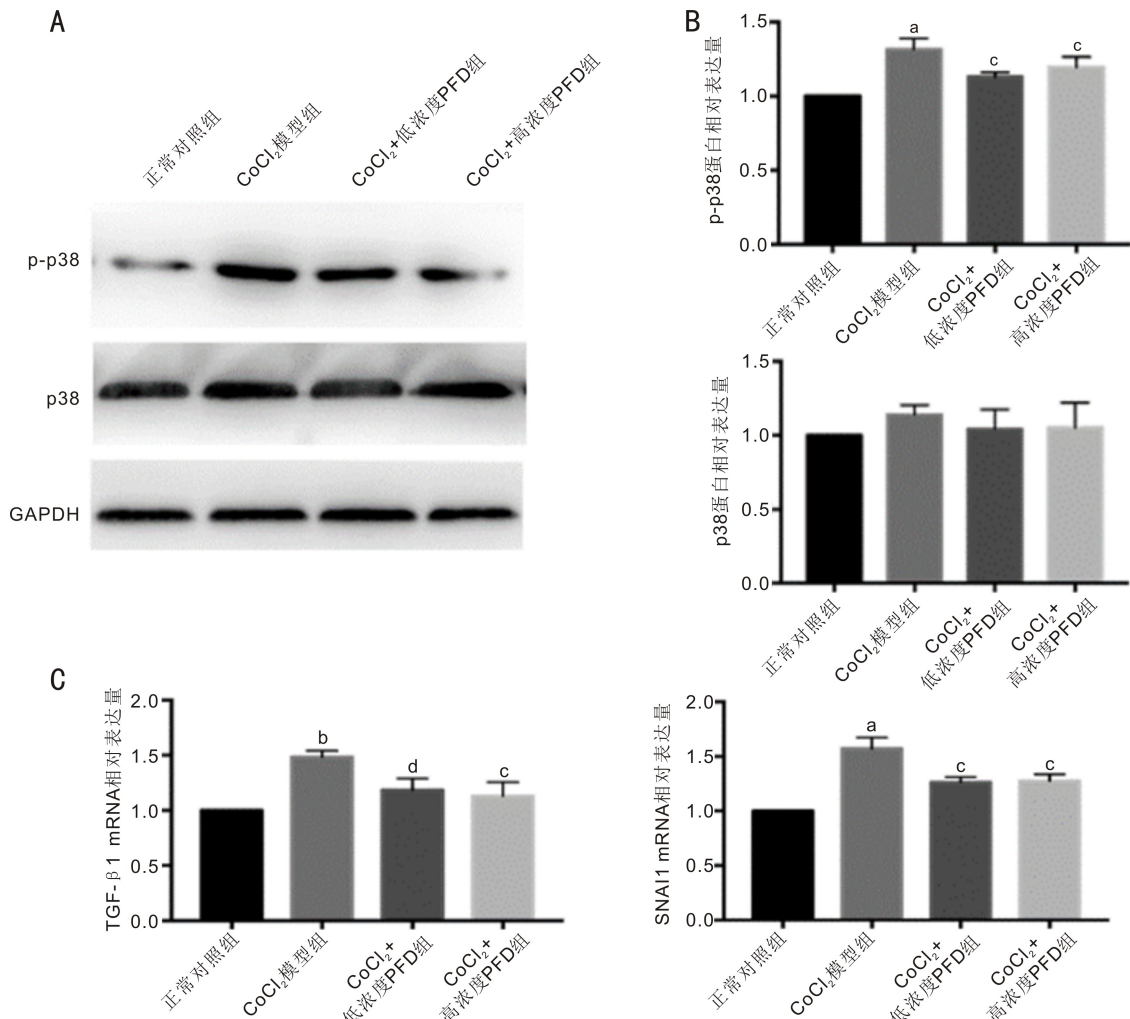 A
正常对照组
CoCl₂模型组
CoCl₂+低浓度PFD组
CoCl₂+高浓度PFD组
p-p38
p38
GAPDH
B
p-p38蛋白相对表达量
1.5
1.0
0.5
0.0
a
c
c
正常对照组
CoCl₂模型组
CoCl₂+
低浓度PFD组
CoCl₂+
高浓度PFD组
p38蛋白相对表达量
1.5
1.0
0.5
0.0
正常对照组
CoCl₂模型组
CoCl₂+
低浓度PFD组
CoCl₂+
高浓度PFD组
C
TGF-β1 mRNA相对表达量
2.0
1.5
1.0
0.5
0.0
b
d
c
正常对照组
CoCl₂模型组
CoCl₂+
低浓度PFD组
CoCl₂+
高浓度PFD组
SNAI1 mRNA相对表达量
2.0
1.5
1.0
0.5
0.0
a
c
c
正常对照组
CoCl₂模型组
CoCl₂+
低浓度PFD组
CoCl₂+
高浓度PFD组